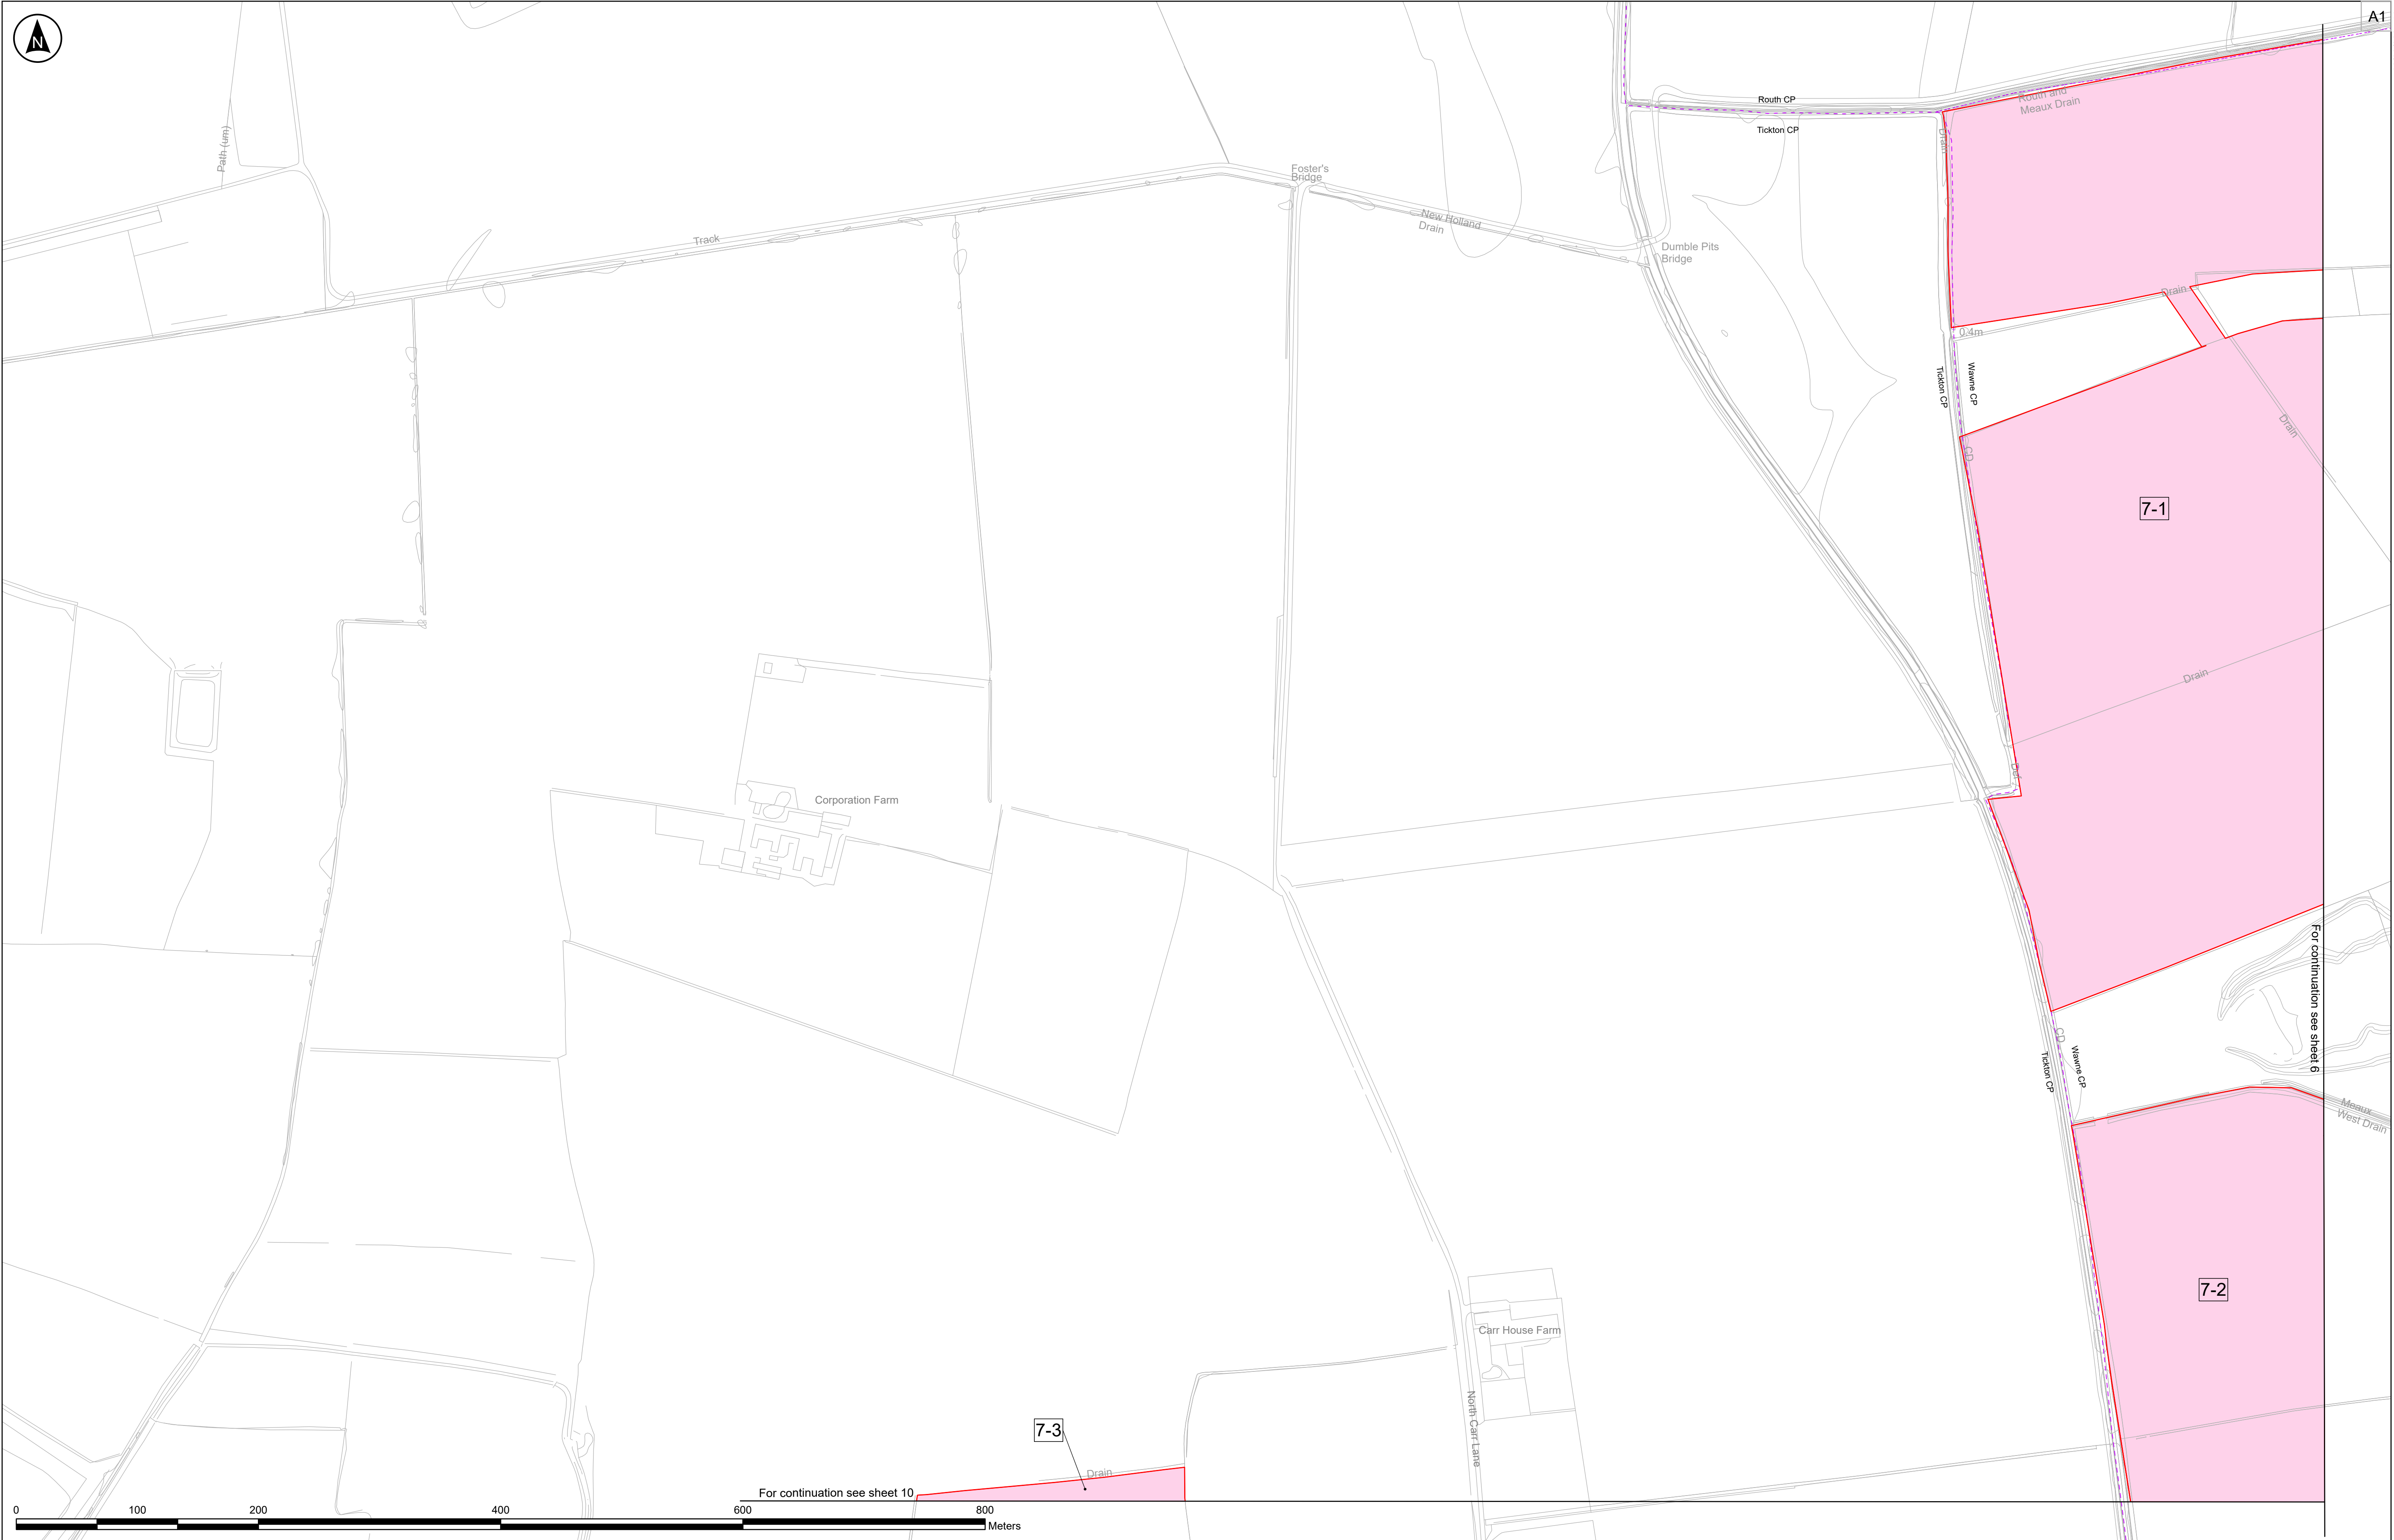 A1
N
Routh CP
Tickton CP
Routh and
Meaux Drain
Path (um)
Drain
Foster's
Bridge
New Holland
Drain
Track
Dumble Pits
Bridge
Drain
0.4m
Tickton CP
Wawne CP
Drain
CD
7-1
Drain
Def
Corporation Farm
For continuation see sheet 6
CD
Tickton CP
Wawne CP
Meaux
West Drain
7-2
Carr House Farm
North Carr Lane
7-3
Drain
For continuation see sheet 10
0 100 200 400 600 800
Meters